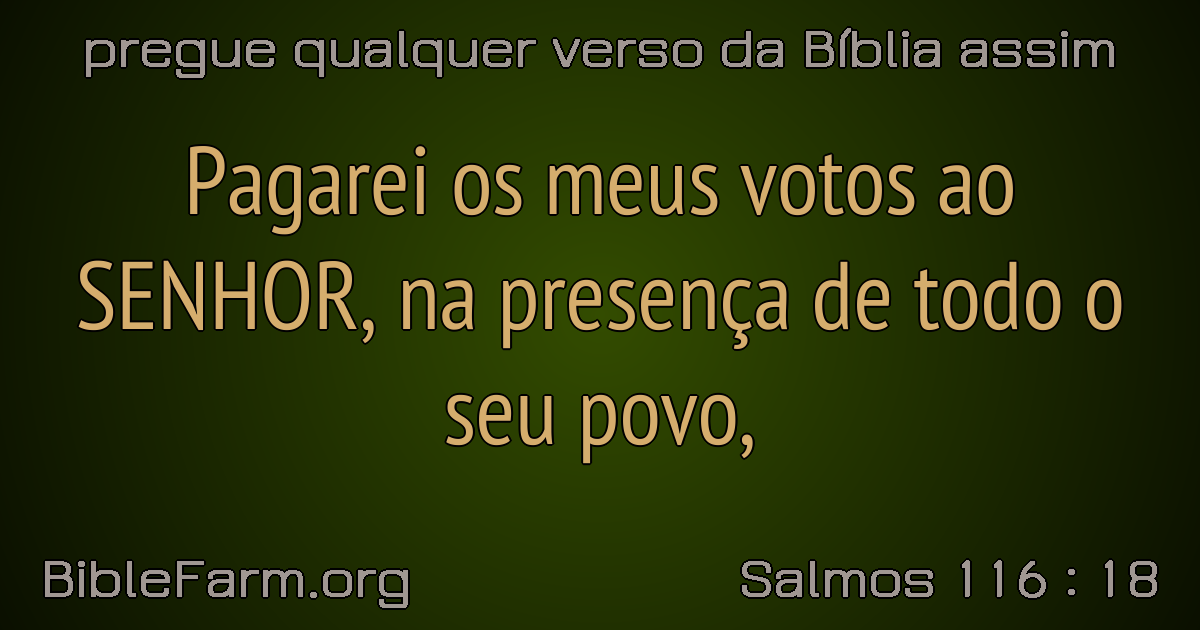 pregue qualquer verso da Bíblia assim
Pagarei os meus votos ao
SENHOR, na presença de todo o
seu povo,
BibleFarm.org
Salmos 116 : 18